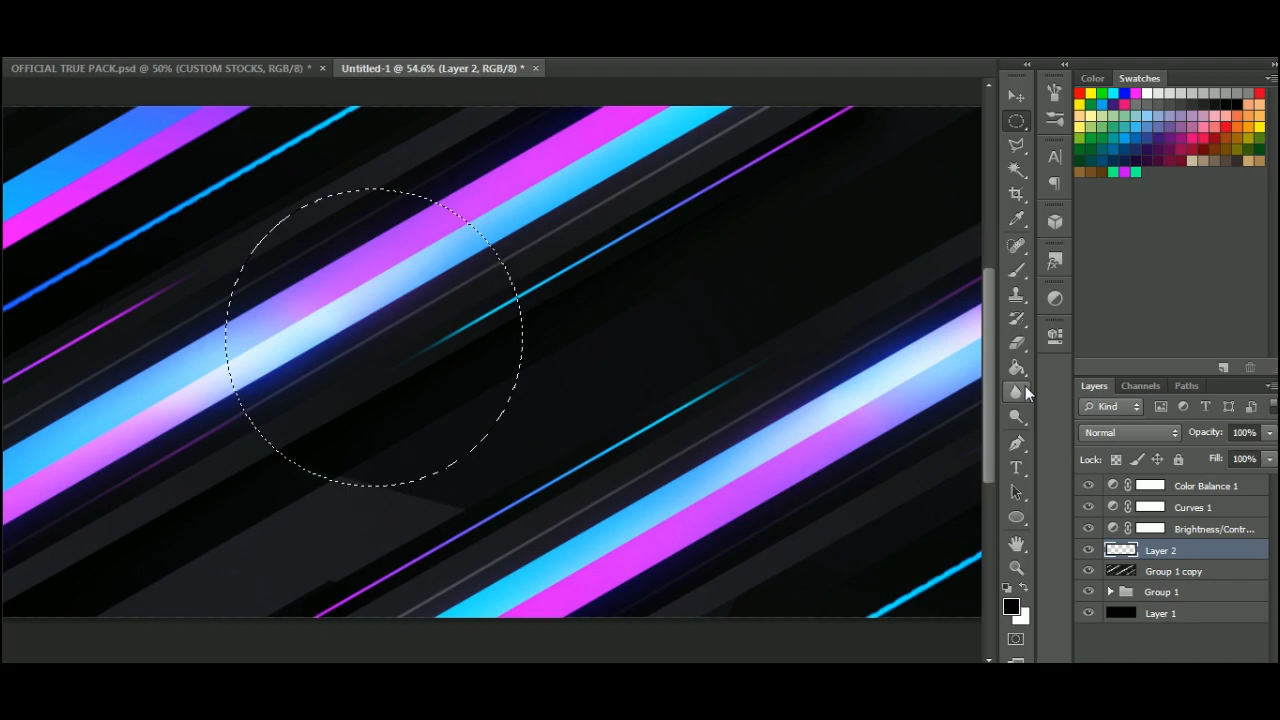 OFFICIAL TRUE PACK.psd @ 50% (CUSTOM STOCKS, RGB/8) * ×
Untitled-1 @ 54.6% (Layer 2, RGB/8) * ×
Color Swatches
Layers Channels Paths
Kind
Normal Opacity: 100%
Lock: Fill: 100%
Color Balance 1
Curves 1
Brightness/Contr...
Layer 2
Group 1 copy
Group 1
Layer 1